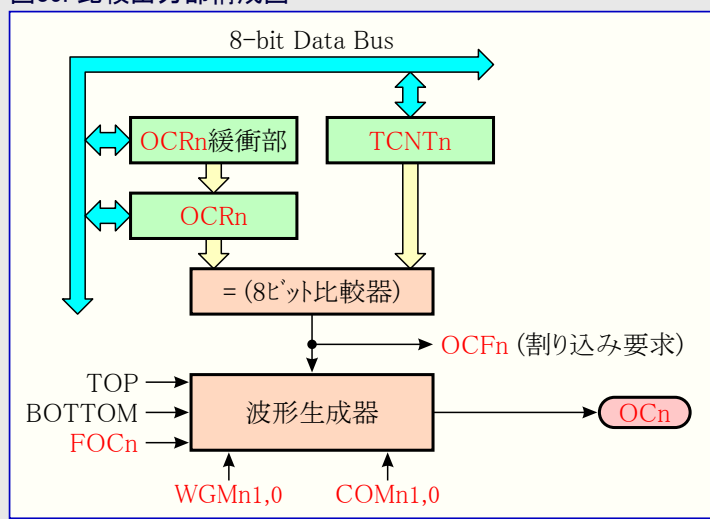 8-bit Data Bus
OCRn緩衝部
TCNTn
OCRn
= (8ﾋﾞｯﾄ比較器)
OCFn (割り込み要求)
TOP
BOTTOM
FOCn
波形生成器
OCn
WGMn1,0
COMn1,0